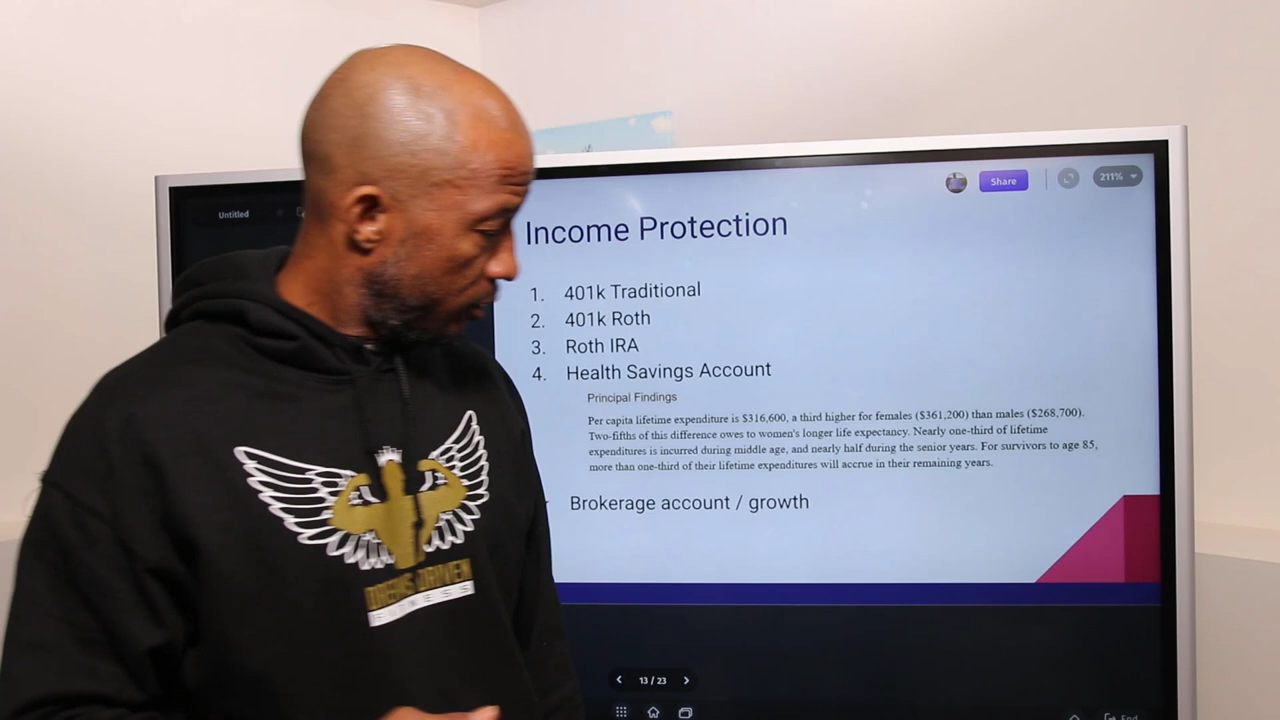 Untitled
Share
211%
Income Protection
1. 401k Traditional
2. 401k Roth
3. Roth IRA
4. Health Savings Account
Principal Findings
Per capita lifetime expenditure is $316,600, a third higher for females ($361,200) than males ($268,700).
Two-fifths of this difference owes to women's longer life expectancy. Nearly one-third of lifetime
expenditures is incurred during middle age, and nearly half during the senior years. For survivors to age 85,
more than one-third of their lifetime expenditures will accrue in their remaining years.
Brokerage account / growth
DRIVEN
FITNESS
13 / 23
End